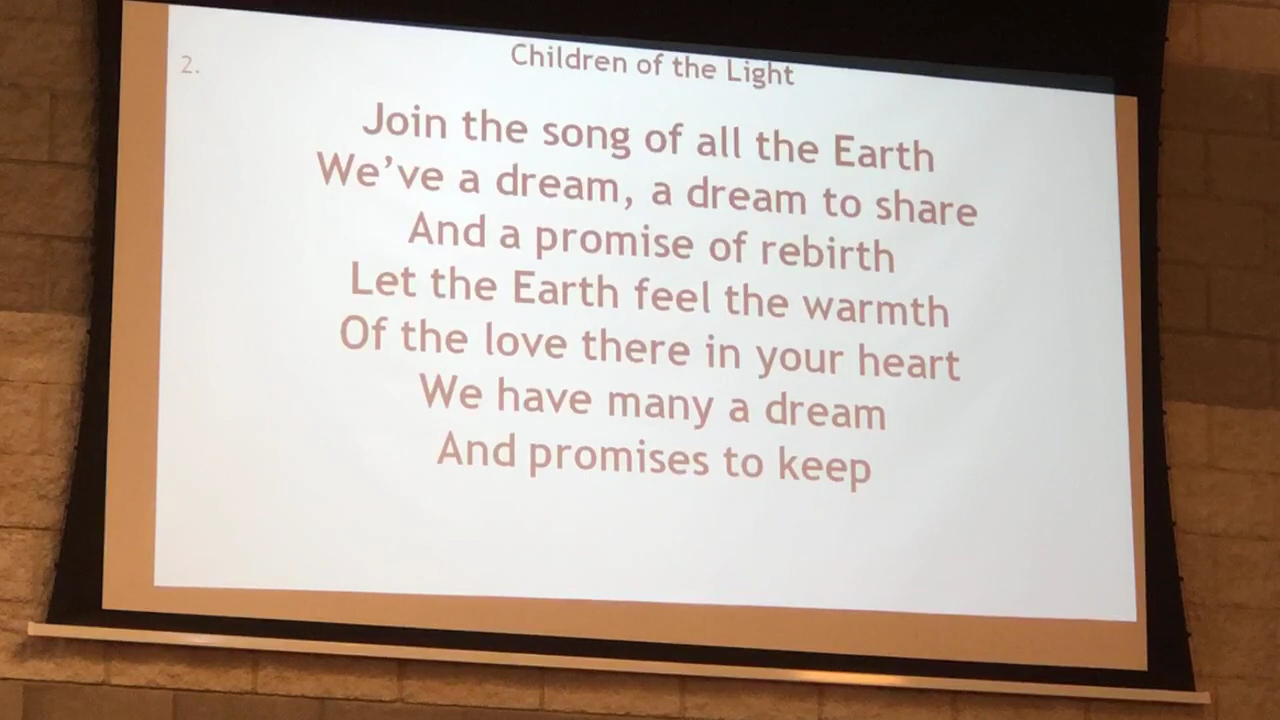 Children of the Light
2.
Join the song of all the Earth
We've a dream, a dream to share
And a promise of rebirth
Let the Earth feel the warmth
Of the love there in your heart
We have many a dream
And promises to keep